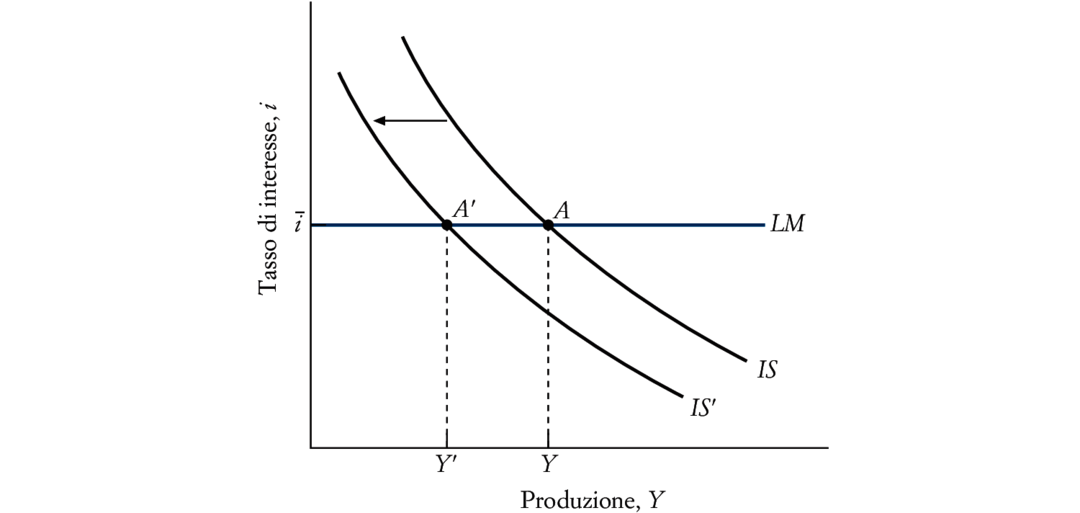 Tasso di interesse, i
i̅
A′
A
LM
IS
IS′
Y′
Y
Produzione, Y